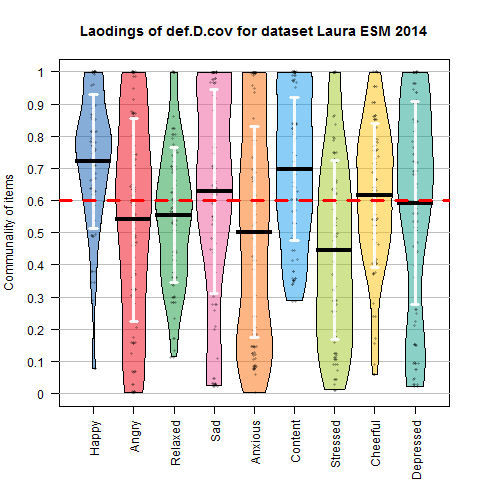 Laodings of def.D.cov for dataset Laura ESM 2014
Communality of items
1
0.9
0.8
0.7
0.6
0.5
0.4
0.3
0.2
0.1
0
Happy
Angry
Relaxed
Sad
Anxious
Content
Stressed
Cheerful
Depressed